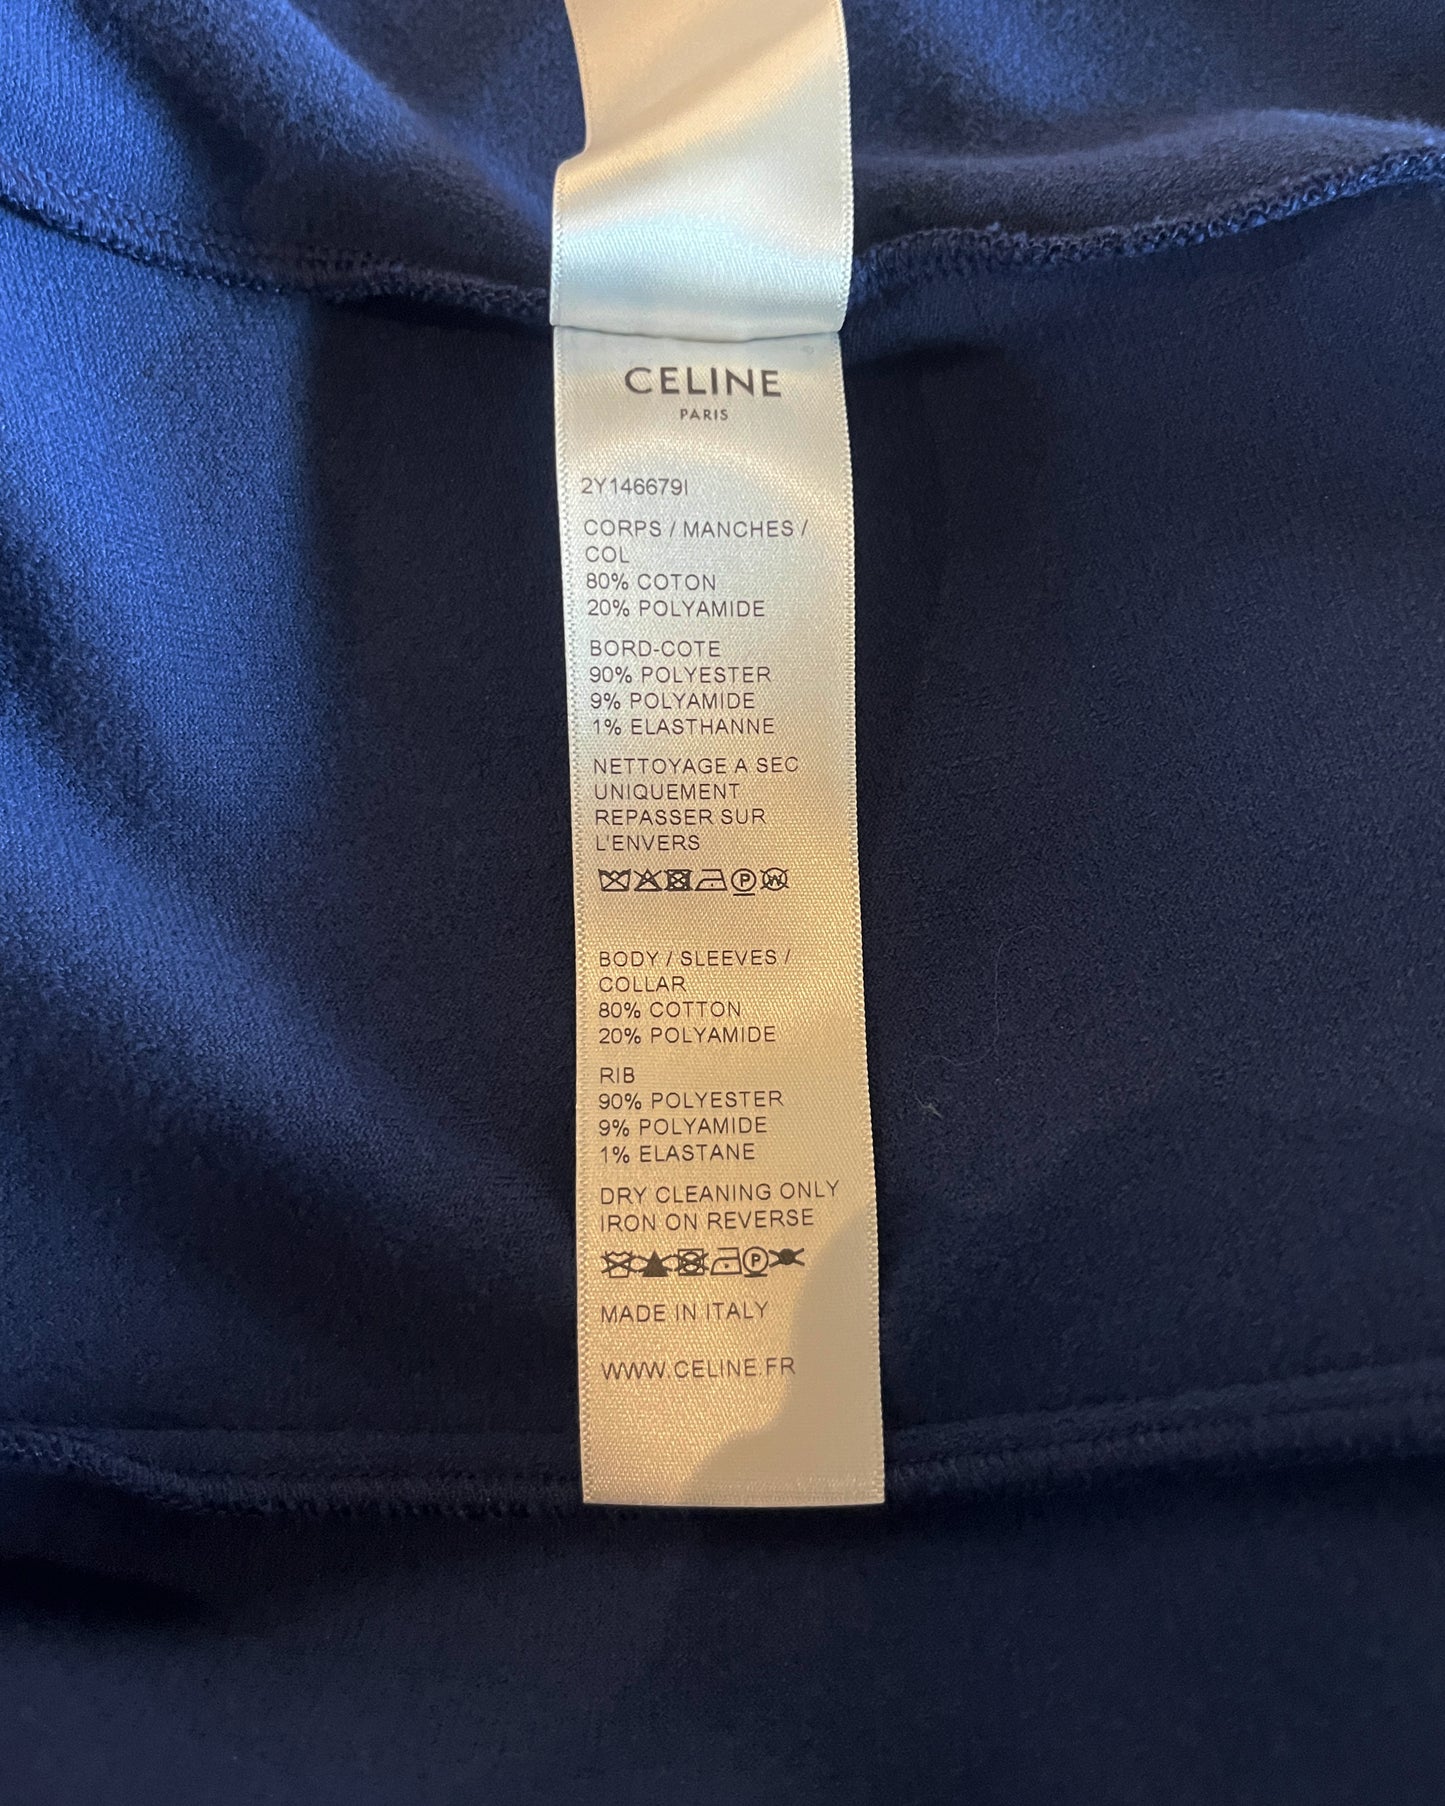 CELINE
PARIS
2Y146679I
CORPS / MANCHES /
COL
80% COTON
20% POLYAMIDE
BORD-COTE
90% POLYESTER
9% POLYAMIDE
1% ELASTHANNE
NETTOYAGE A SEC
UNIQUEMENT
REPASSER SUR
L'ENVERS
P W
BODY / SLEEVES /
COLLAR
80% COTTON
20% POLYAMIDE
RIB
90% POLYESTER
9% POLYAMIDE
1% ELASTANE
DRY CLEANING ONLY
IRON ON REVERSE
P
MADE IN ITALY
WWW.CELINE.FR